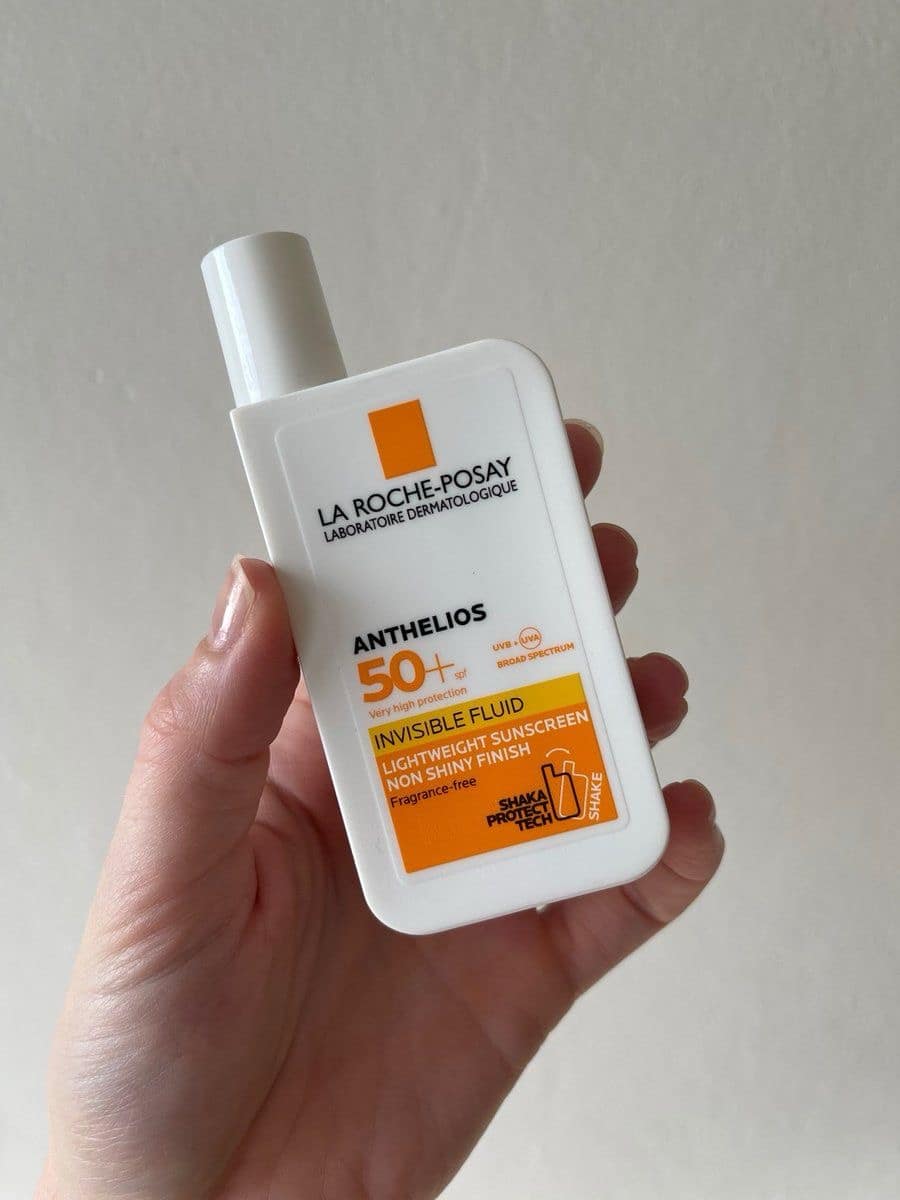 LA ROCHE-POSAY
LABORATOIRE DERMATOLOGIQUE
ANTHELIOS
50+ spf
Very high protection
UVB + UVA
BROAD SPECTRUM
INVISIBLE FLUID
LIGHTWEIGHT SUNSCREEN
NON SHINY FINISH
Fragrance-free
SHAKA
PROTECT
TECH
SHAKE